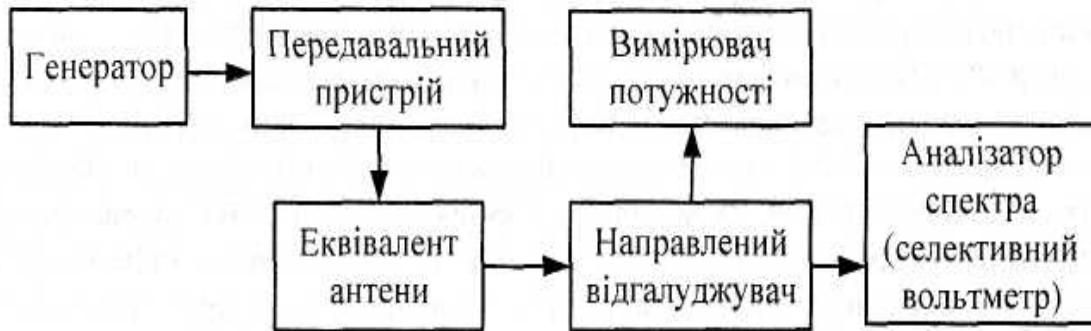 Генератор
Передавальний
пристрій
Вимірювач
потужності
Еквівалент
антени
Направлений
відгалуджувач
Аналізатор
спектра
(селективний
вольтметр)